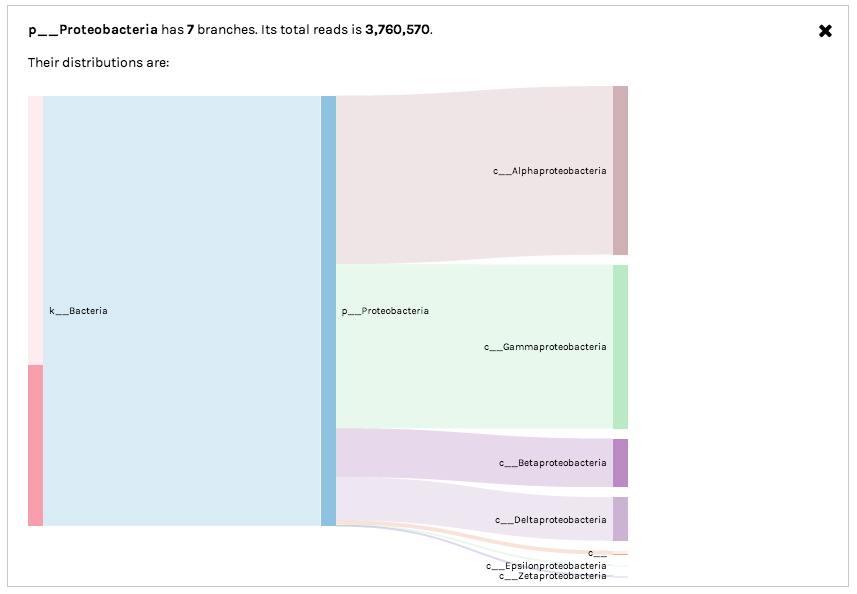 p__Proteobacteria has 7 branches. Its total reads is 3,760,570.
Their distributions are:
c__Alphaproteobacteria
k__Bacteria
p__Proteobacteria
c__Gammaproteobacteria
c__Betaproteobacteria
c__Deltaproteobacteria
c__
c__Epsilonproteobacteria
c__Zetaproteobacteria